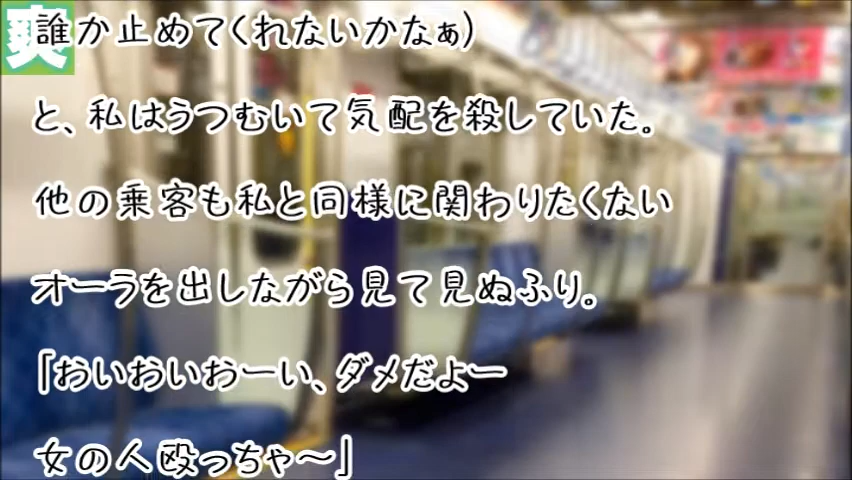 爽
誰か止めてくれないかなぁ)
と、私はうつむいて気配を殺していた。
他の乗客も私と同様に関わりたくない
オーラを出しながら見て見ぬふり。
「おいおいおーい、ダメだよー
女の人殴っちゃ～」